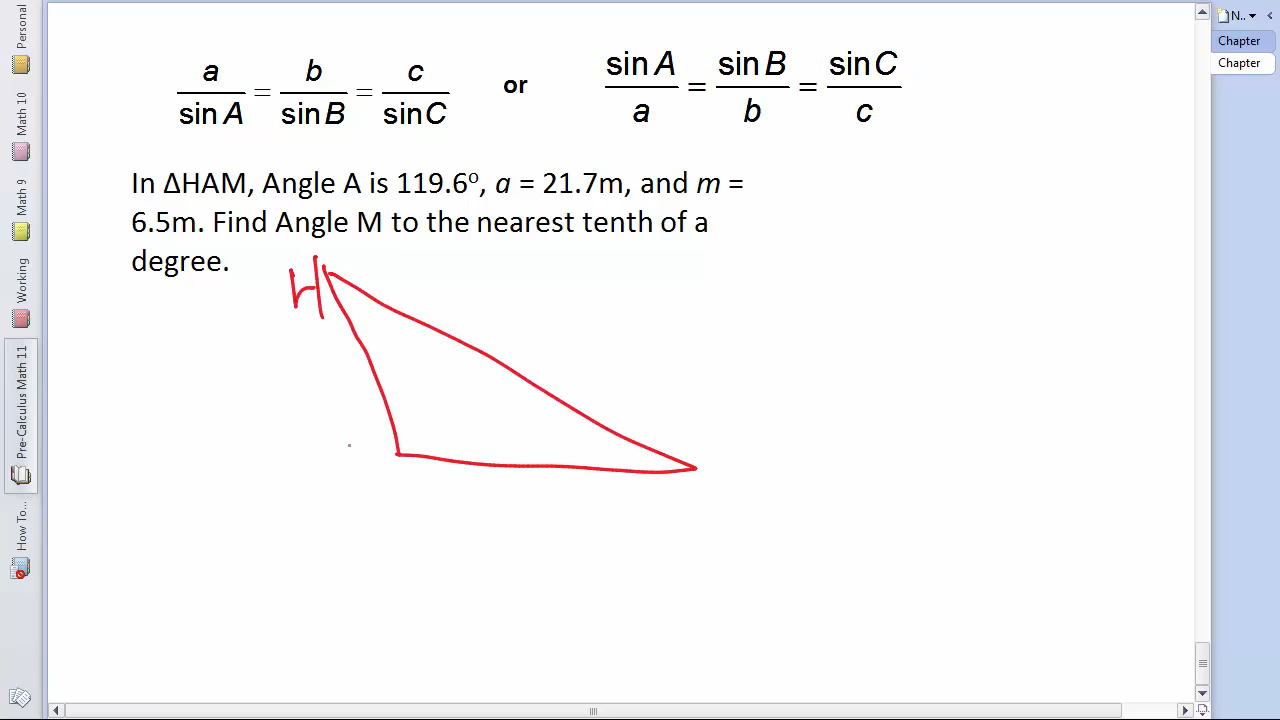 a/sin A = b/sin B = c/sin C or sin A/a = sin B/b = sin C/c
In ΔHAM, Angle A is 119.6º, a = 21.7m, and m =
6.5m. Find Angle M to the nearest tenth of a
degree.
H
Personal
Math 10
Math 9
Working
Pre-Calculus Math 11
How To...
N..
Chapter
Chapter